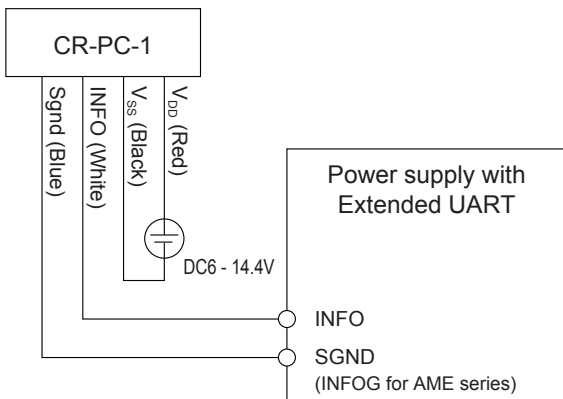 CR-PC-1
Sgnd (Blue)
INFO (White)
VSS (Black)
VDD (Red)
DC6 - 14.4V
Power supply with
Extended UART
INFO
SGND
(INFOG for AME series)